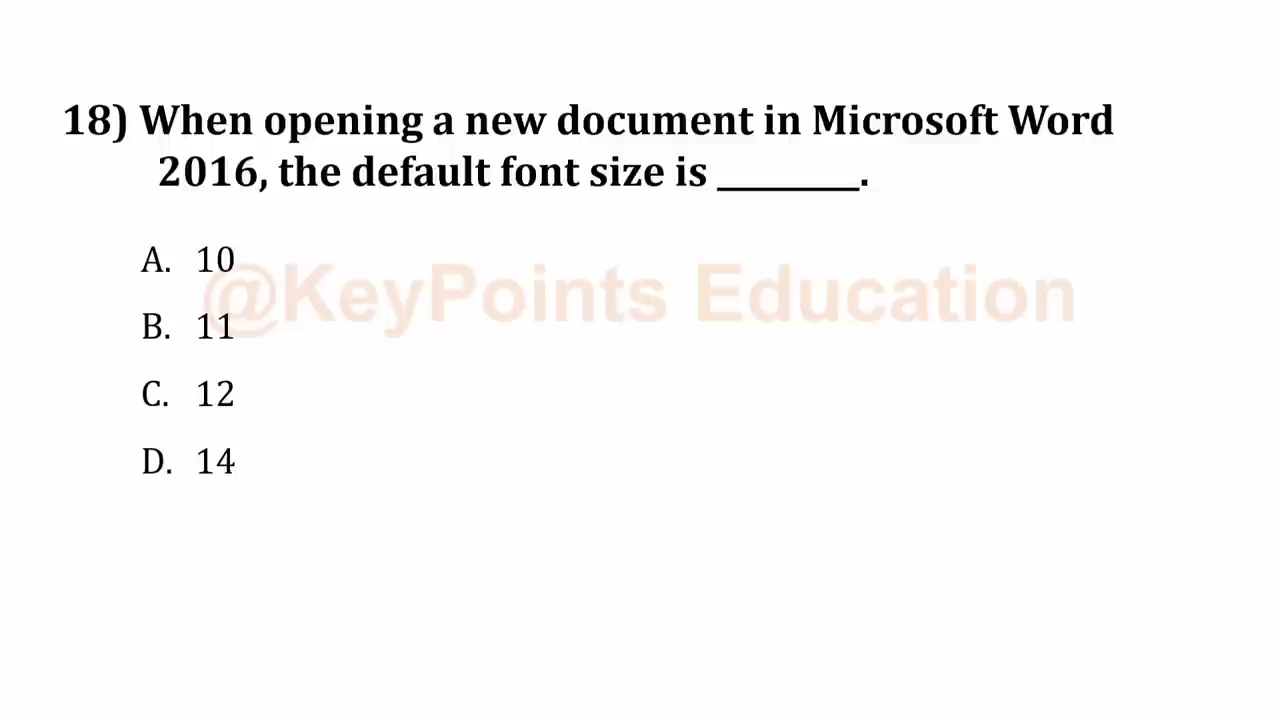 18) When opening a new document in Microsoft Word
2016, the default font size is ________.
A. 10
@KeyPoints Education
B. 11
C. 12
D. 14